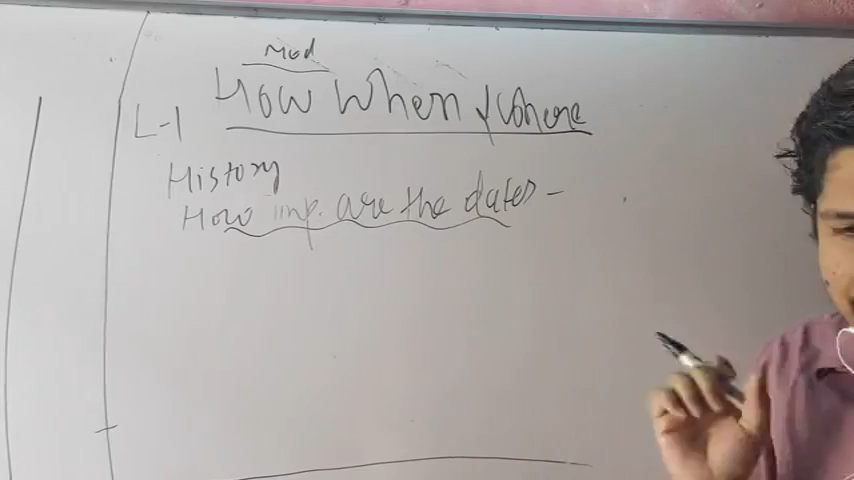 Mod
L-1 How When & Where
History
How imp. are the dates -